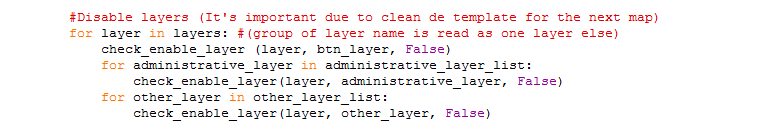 #Disable layers (It's important due to clean de template for the next map)
for layer in layers: #(group of layer name is read as one layer else)
    check_enable_layer (layer, btn_layer, False)
    for administrative_layer in administrative_layer_list:
        check_enable_layer(layer, administrative_layer, False)
    for other_layer in other_layer_list:
        check_enable_layer(layer, other_layer, False)